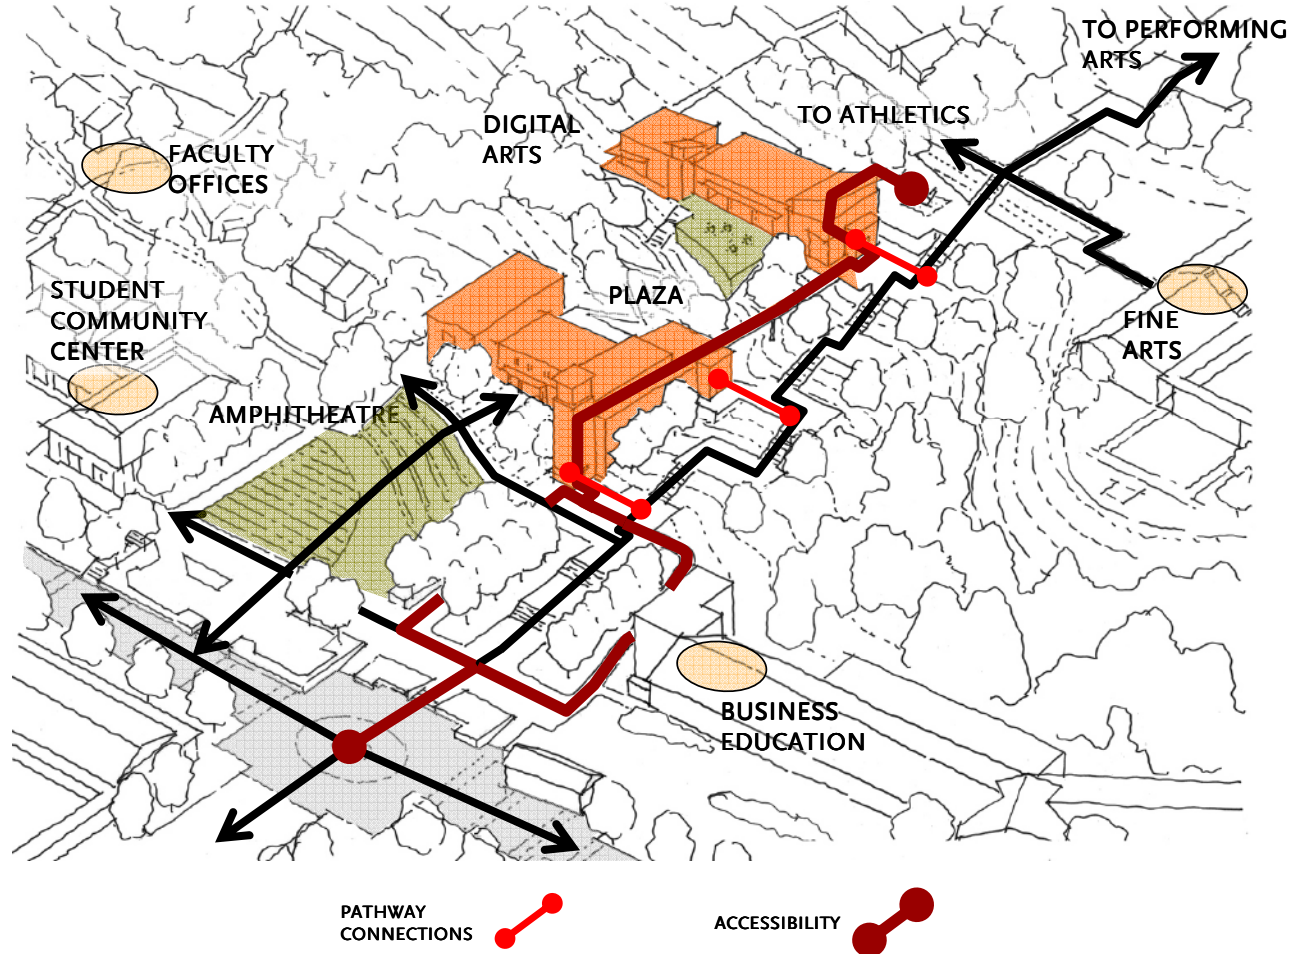 TO PERFORMING
ARTS
TO ATHLETICS
DIGITAL
ARTS
FACULTY
OFFICES
STUDENT
COMMUNITY
CENTER
PLAZA
FINE
ARTS
AMPHITHEATRE
BUSINESS
EDUCATION
PATHWAY
CONNECTIONS
ACCESSIBILITY